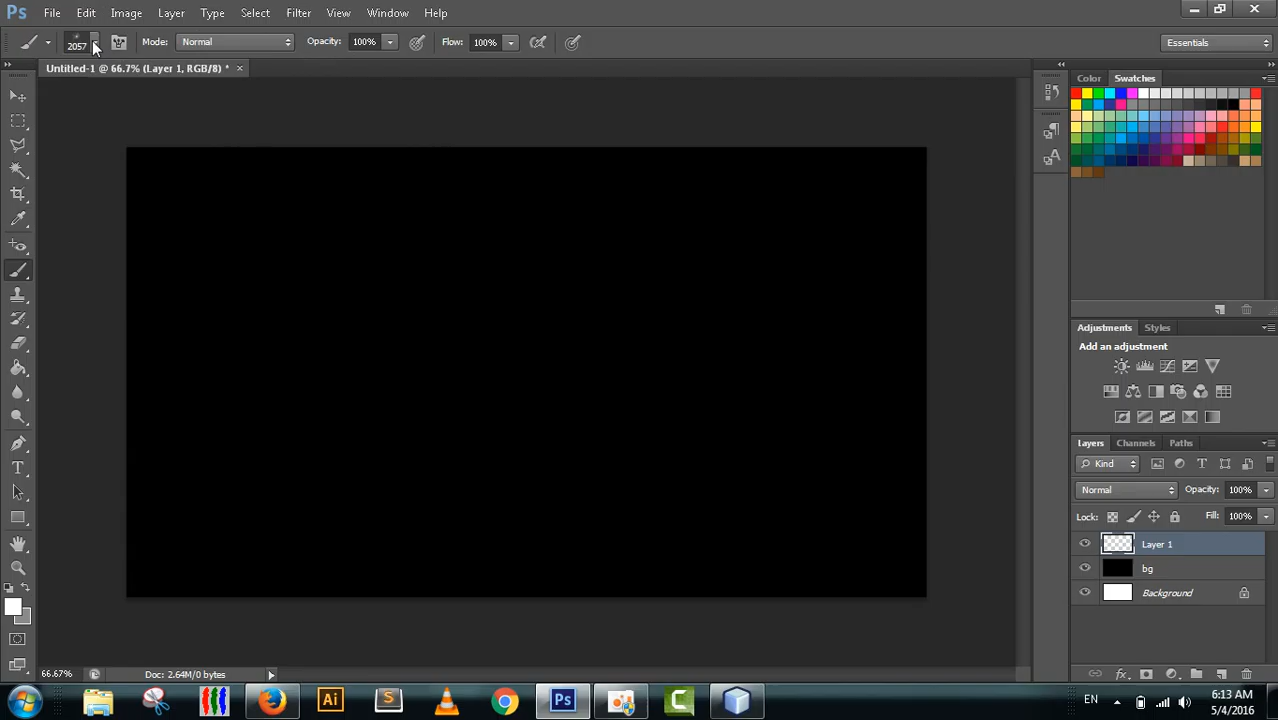 Ps File Edit Image Layer Type Select Filter View Window Help
2057 Mode: Normal Opacity: 100% Flow: 100% Essentials
Untitled-1 @ 66.7% (Layer 1, RGB/8) * ×
Color Swatches
Adjustments Styles
Add an adjustment
Layers Channels Paths
Kind
Normal Opacity: 100%
Lock: Fill: 100%
Layer 1
bg
Background
66.67% Doc: 2.64M/0 bytes
Ai S Ps EN 6:13 AM
5/4/2016